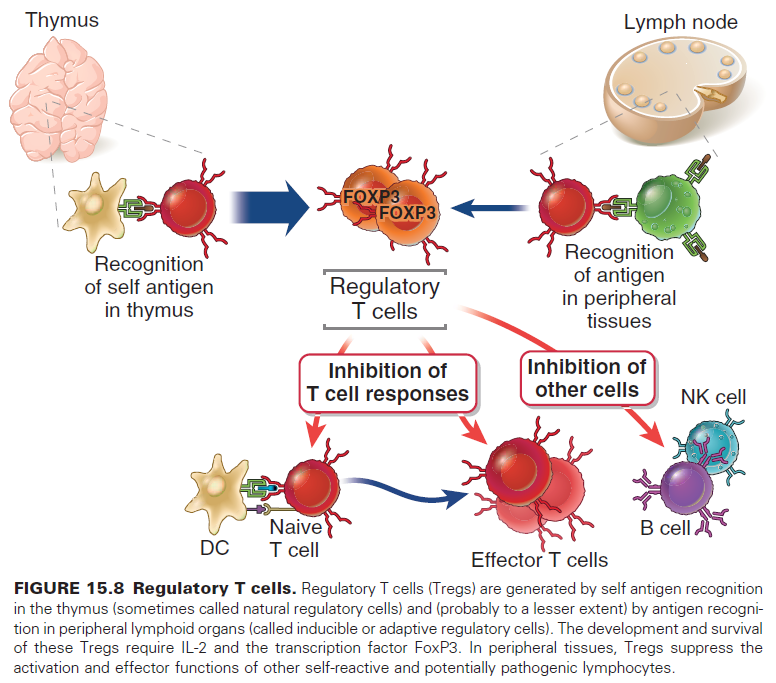 Thymus
Lymph node
FOXP3
FOXP3
Recognition
of self antigen
in thymus
Regulatory
T cells
Recognition
of antigen
in peripheral
tissues
Inhibition of
T cell responses
Inhibition of
other cells
NK cell
DC
Naive
T cell
Effector T cells
B cell
FIGURE 15.8 Regulatory T cells. Regulatory T cells (Tregs) are generated by self antigen recognition
in the thymus (sometimes called natural regulatory cells) and (probably to a lesser extent) by antigen recogni-
tion in peripheral lymphoid organs (called inducible or adaptive regulatory cells). The development and survival
of these Tregs require IL-2 and the transcription factor FoxP3. In peripheral tissues, Tregs suppress the
activation and effector functions of other self-reactive and potentially pathogenic lymphocytes.